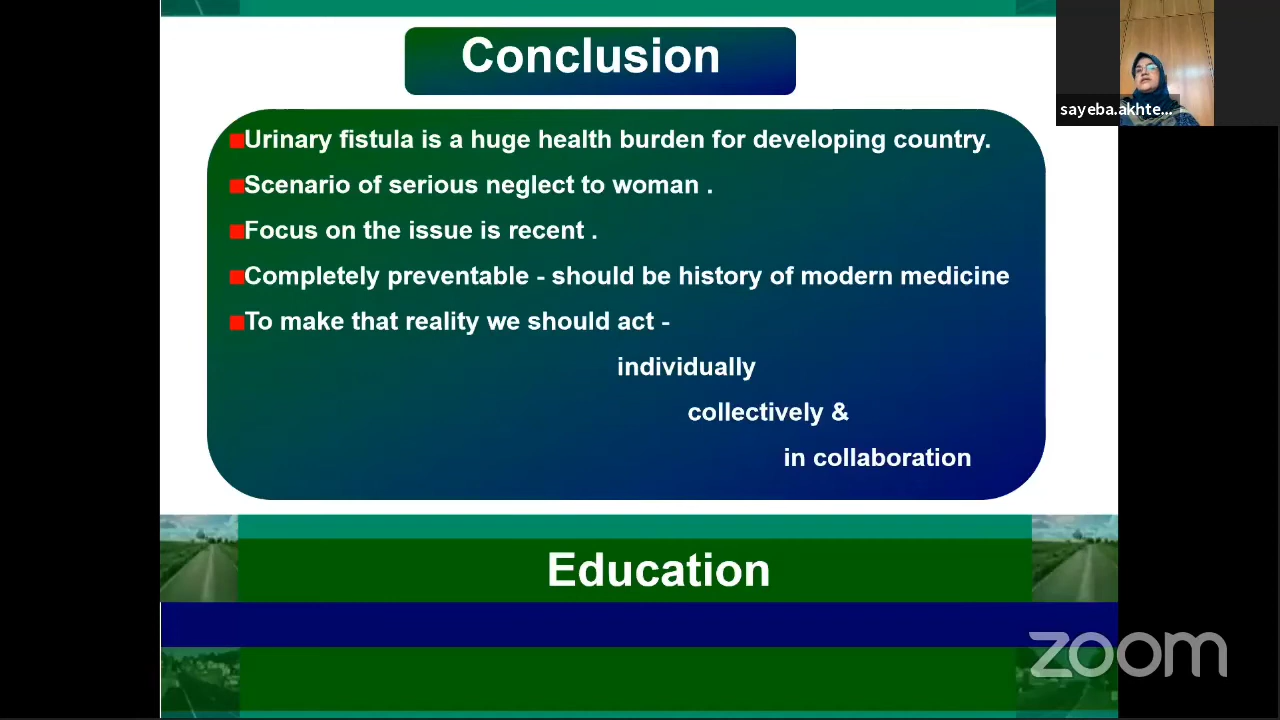 Conclusion
sayeba.akhte...
Urinary fistula is a huge health burden for developing country.
Scenario of serious neglect to woman .
Focus on the issue is recent .
Completely preventable - should be history of modern medicine
To make that reality we should act -
individually
collectively &
in collaboration
Education
zoom